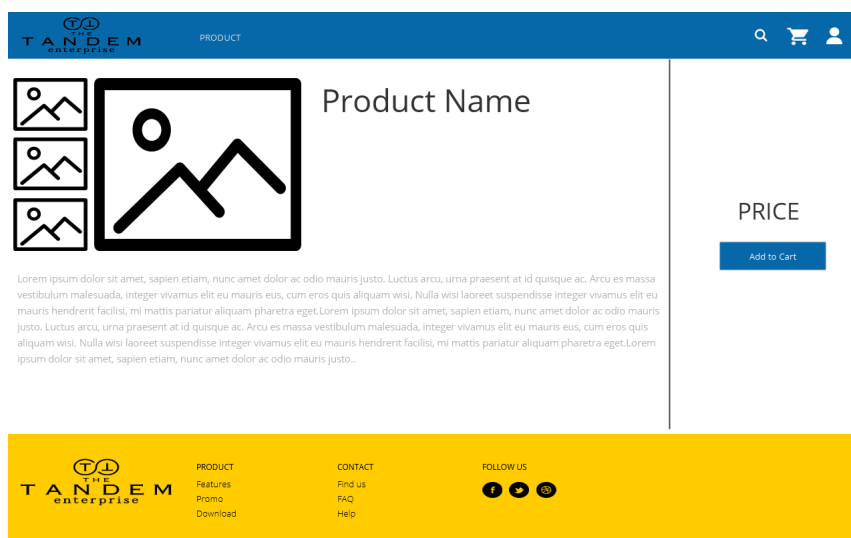 TT
THE
TANDEM
enterprise
PRODUCT
Product Name
PRICE
Add to Cart
Lorem ipsum dolor sit amet, sapien etiam, nunc amet dolor ac odio mauris justo. Luctus arcu, urna praesent at id quisque ac. Arcu es massa
vestibulum malesuada, integer vivamus elit eu mauris eus, cum eros quis aliquam wisi. Nulla wisi laoreet suspendisse integer vivamus elit eu
mauris hendrerit facilisi, mi mattis pariatur aliquam pharetra eget.Lorem ipsum dolor sit amet, sapien etiam, nunc amet dolor ac odio mauris
justo. Luctus arcu, urna praesent at id quisque ac. Arcu es massa vestibulum malesuada, integer vivamus elit eu mauris eus, cum eros quis
aliquam wisi. Nulla wisi laoreet suspendisse integer vivamus elit eu mauris hendrerit facilisi, mi mattis pariatur aliquam pharetra eget.Lorem
ipsum dolor sit amet, sapien etiam, nunc amet dolor ac odio mauris justo..
TT
THE
TANDEM
enterprise
PRODUCT
Features
Promo
Download
CONTACT
Find us
FAQ
Help
FOLLOW US